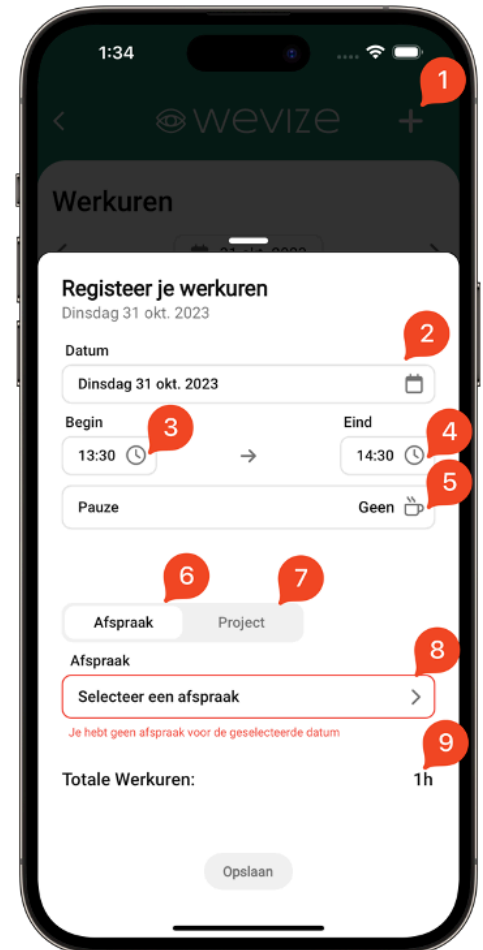 1:34
1
wevize
Werkuren
Registeer je werkuren
Dinsdag 31 okt. 2023
2
Datum
Dinsdag 31 okt. 2023
Begin
3
Eind
4
13:30
→
14:30
5
Pauze
Geen
6
7
Afspraak
Project
Afspraak
8
Selecteer een afspraak
Je hebt geen afspraak voor de geselecteerde datum
9
Totale Werkuren:
1h
Opslaan